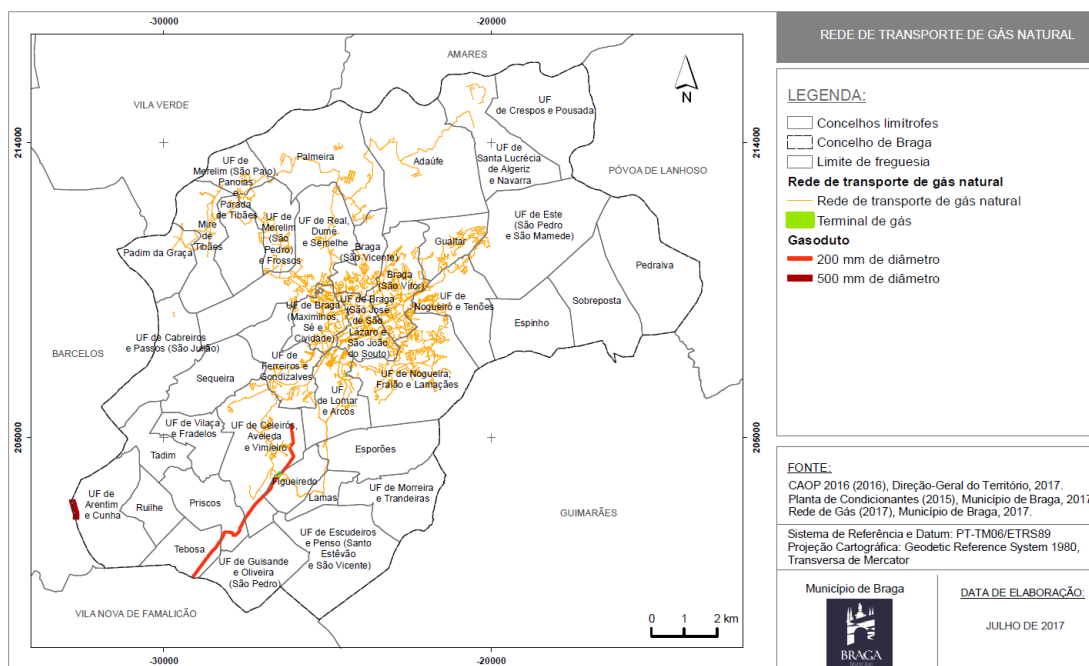 -30000
-20000
REDE DE TRANSPORTE DE GÁS NATURAL
AMARES
VILA VERDE
N
UF
de Crespos e Pousada
214000
214000
Palmeira
Adaúfe
UF de
Santa Lucrécia
de Algeriz
e Navarra
PÓVOA DE LANHOSO
UF de
Merelim (São Paio),
Panoias
e
Parada
de Tibães
UF de
Merelim
(São
Pedro) e
Frossos
UF de Real,
Dume
e Semelhe
UF de Este
(São Pedro
e São Mamede)
Mire
de
Tibães
Padim da Graça
Braga
(São Vicente)
Gualtar
Pedralva
Braga
(São Vítor)
UF de Braga
(Maximinos,
Sé e
Cividade)
UF de Braga
(São José
de São
Lázaro e
São João
do Souto)
UF de
Nogueiró e Tenões
Sobreposta
Espinho
UF de Cabreiros
e Passos (São Julião)
BARCELOS
Sequeira
UF de
Ferreiros e
Gondizalves
UF de Nogueira,
Fraião e Lamaçães
UF
de Lomar
e Arcos
UF de Vilaça
e Fradelos
UF de Celeirós,
Aveleda
e Vimieiro
205000
205000
Esporões
Tadim
Figueiredo
UF de
Arentim
e Cunha
Ruilhe
Priscos
Lamas
UF de Morreira
e Trandeiras
GUIMARÃES
Tebosa
UF de Escudeiros
e Penso (Santo
Estêvão
e São Vicente)
UF de Guisande
e Oliveira
(São Pedro)
VILA NOVA DE FAMALICÃO
0 1 2 km
-30000
-20000
LEGENDA:
Concelhos limítrofes
Concelho de Braga
Limite de freguesia
Rede de transporte de gás natural
Rede de transporte de gás natural
Terminal de gás
Gasoduto
200 mm de diâmetro
500 mm de diâmetro
FONTE:
CAOP 2016 (2016), Direção-Geral do Território, 2017.
Planta de Condicionantes (2015), Município de Braga, 2017
Rede de Gás (2017), Município de Braga, 2017.
Sistema de Referência e Datum: PT-TM06/ETRS89
Projeção Cartográfica: Geodetic Reference System 1980,
Transversa de Mercator
Município de Braga
BRAGA
Município
DATA DE ELABORAÇÃO:
JULHO DE 2017